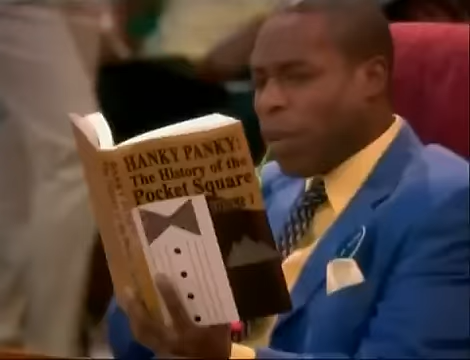 HANKY PANKY:
The History of the
Pocket Square